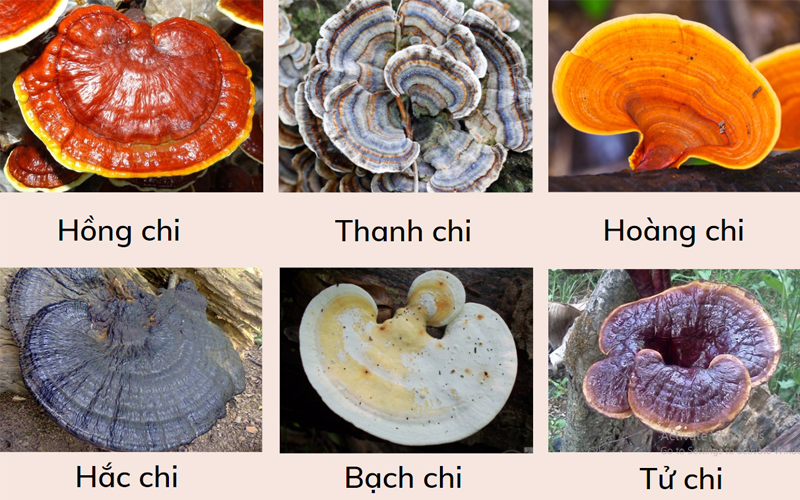 Hồng chi
Thanh chi
Hoàng chi
Hắc chi
Bạch chi
Tử chi